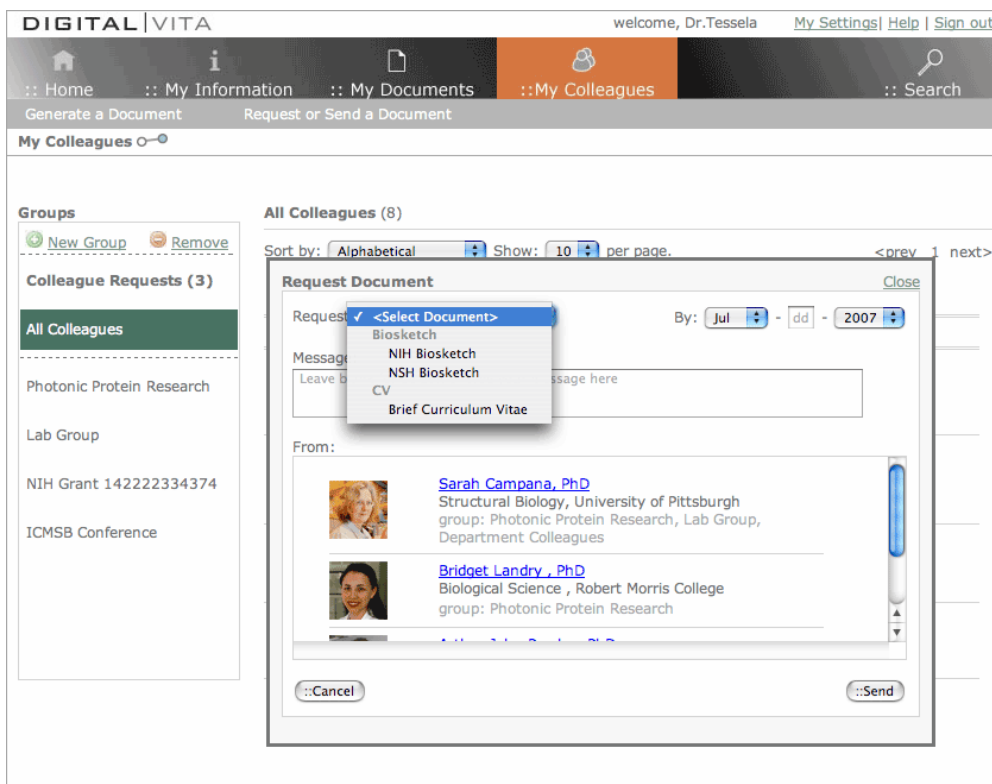 DIGITAL|VITA
welcome, Dr.Tessela My Settings| Help | Sign out
:: Home :: My Information :: My Documents ::My Colleagues :: Search
Generate a Document Request or Send a Document
My Colleagues
Groups
New Group Remove
Colleague Requests (3)
All Colleagues
Photonic Protein Research
Lab Group
NIH Grant 142222334374
ICMSB Conference
All Colleagues (8)
Sort by: Alphabetical Show: 10 per page. <prev 1 next>
Request Document Close
Request ✓ <Select Document> By: Jul - dd - 2007
Biosketch
NIH Biosketch
NSH Biosketch
CV
Brief Curriculum Vitae
Message
Leave message here
From:
Sarah Campana, PhD
Structural Biology, University of Pittsburgh
group: Photonic Protein Research, Lab Group,
Department Colleagues
Bridget Landry , PhD
Biological Science , Robert Morris College
group: Photonic Protein Research
::Cancel ::Send